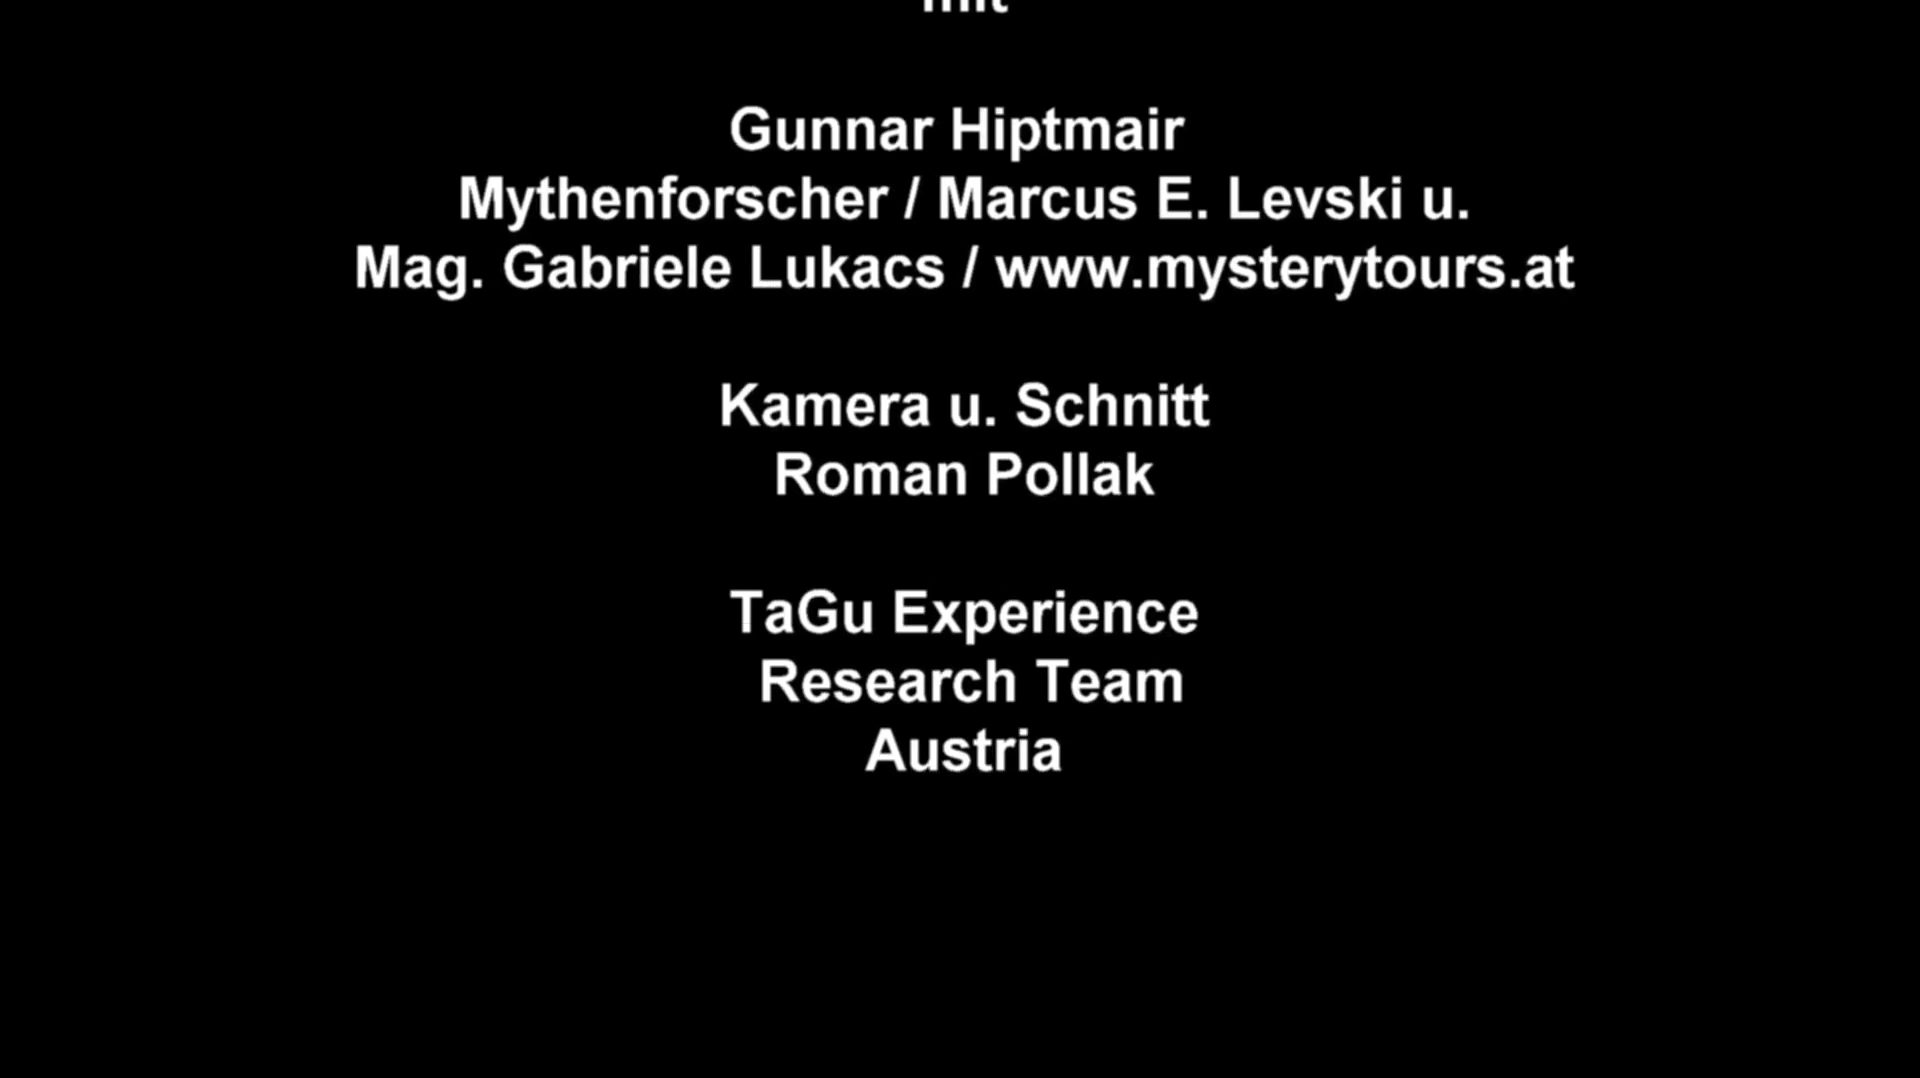 mit
Gunnar Hiptmair
Mythenforscher / Marcus E. Levski u.
Mag. Gabriele Lukacs / www.mysterytours.at
Kamera u. Schnitt
Roman Pollak
TaGu Experience
Research Team
Austria